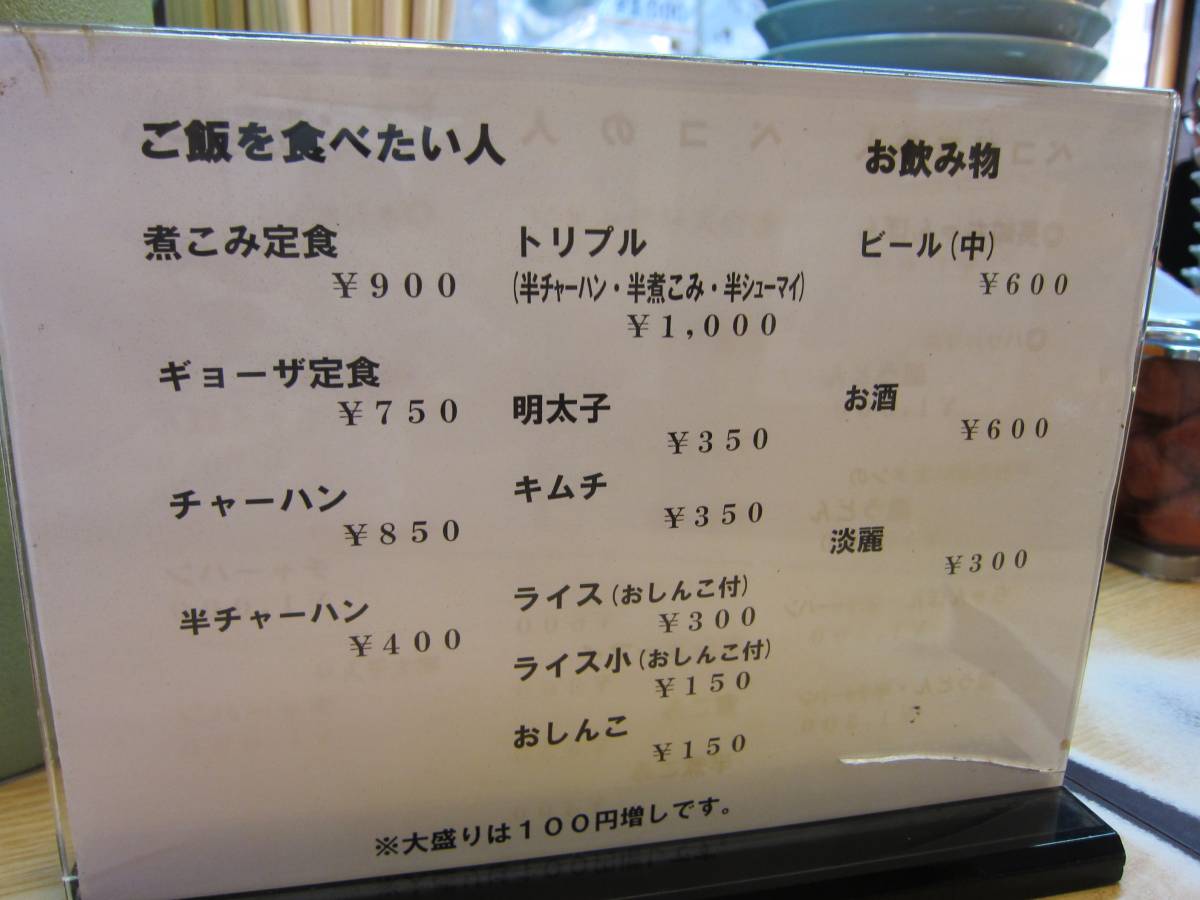 ご飯を食べたい人
煮こみ定食
￥９００
ギョーザ定食
￥７５０
チャーハン
￥８５０
半チャーハン
￥４００
トリプル
(半チャーハン・半煮こみ・半シューマイ)
￥１,０００
明太子
￥３５０
キムチ
￥３５０
ライス(おしんこ付)
￥３００
ライス小(おしんこ付)
￥１５０
おしんこ
￥１５０
お飲み物
ビール(中)
￥６００
お酒
￥６００
淡麗
￥３００
※大盛りは１００円増しです。